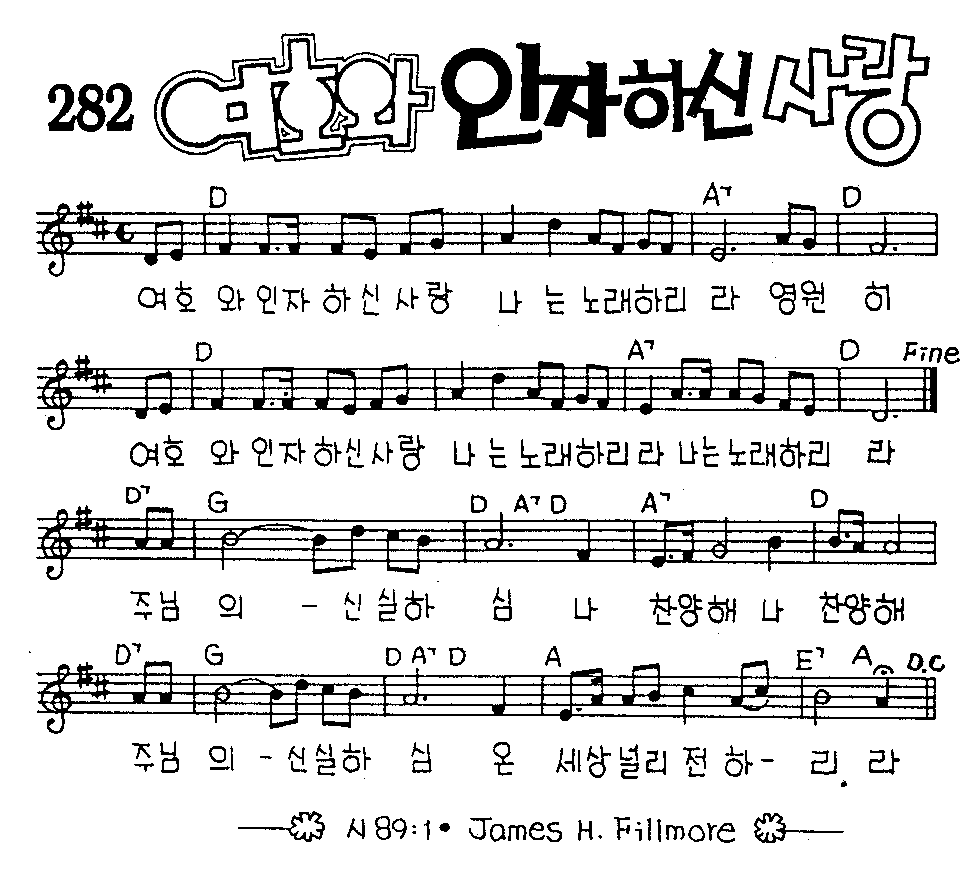 282 여호와 인자하신 사랑
D A7 D
여호 와 인자 하 신 사 랑 나 는 노래하리 라 영원 히
D A7 D Fine
여호 와 인자 하신 사랑 나 는 노래하리 라 나는 노래하리 라
D7 G D A7 D A7 D
주님 의 - 신 실하 심 나 찬양해 나 찬양해
D7 G D A7 D A E7 A D.C
주님 의 - 신실하 심 온 세상널리 전 하 - 리 라
시 89:1 • James H. Fillmore